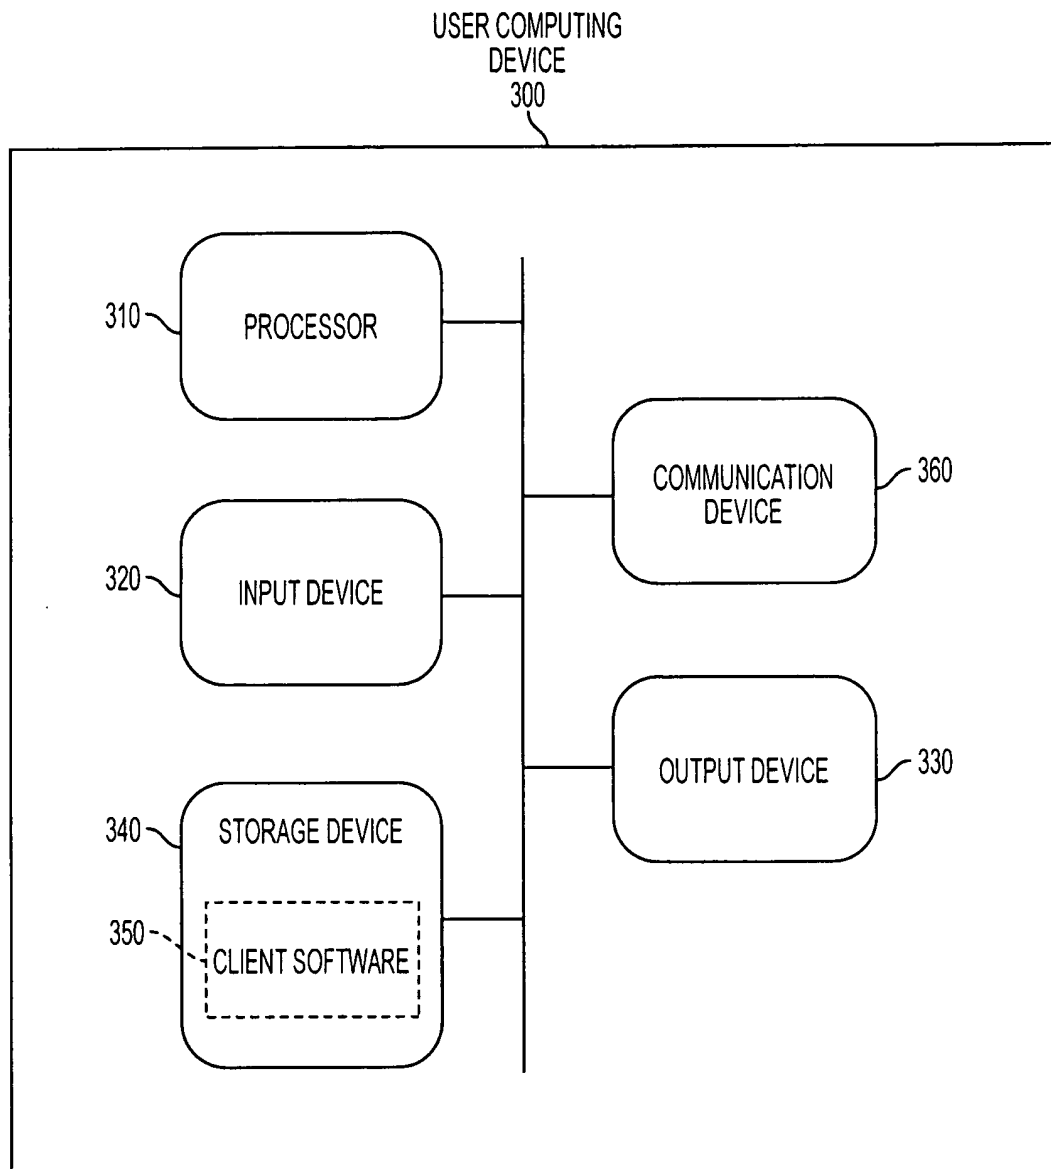 USER COMPUTING
DEVICE
300
310
PROCESSOR
COMMUNICATION
DEVICE
360
320
INPUT DEVICE
OUTPUT DEVICE
330
340
STORAGE DEVICE
350
CLIENT SOFTWARE